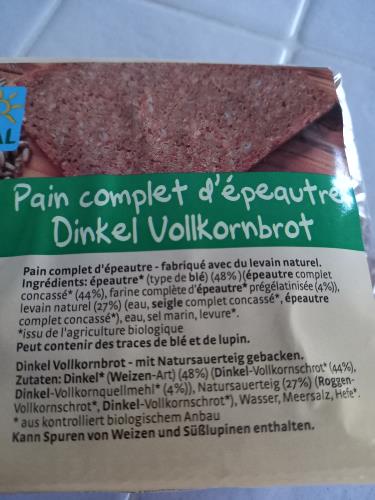 AL
Pain complet d'épeautre
Dinkel Vollkornbrot
Pain complet d'épeautre - fabriqué avec du levain naturel.
Ingrédients: épeautre* (type de blé) (48%)(épeautre complet
concassé* (44%), farine complète d'épeautre* prégélatinisée (4%)),
levain naturel (27%) (eau, seigle complet concassé*, épeautre
complet concassé*), eau, sel marin, levure*.
*issu de l'agriculture biologique
Peut contenir des traces de blé et de lupin.
Dinkel Vollkornbrot - mit Natursauerteig gebacken.
Zutaten: Dinkel* (Weizen-Art) (48%) (Dinkel-Vollkornschrot* (44%),
Dinkel-Vollkornquellmehl* (4%)), Natursauerteig (27%) (Roggen-
Vollkornschrot*, Dinkel-Vollkornschrot*), Wasser, Meersalz, Hefe*.
* aus kontrolliert biologischem Anbau
Kann Spuren von Weizen und Süßlupinen enthalten.